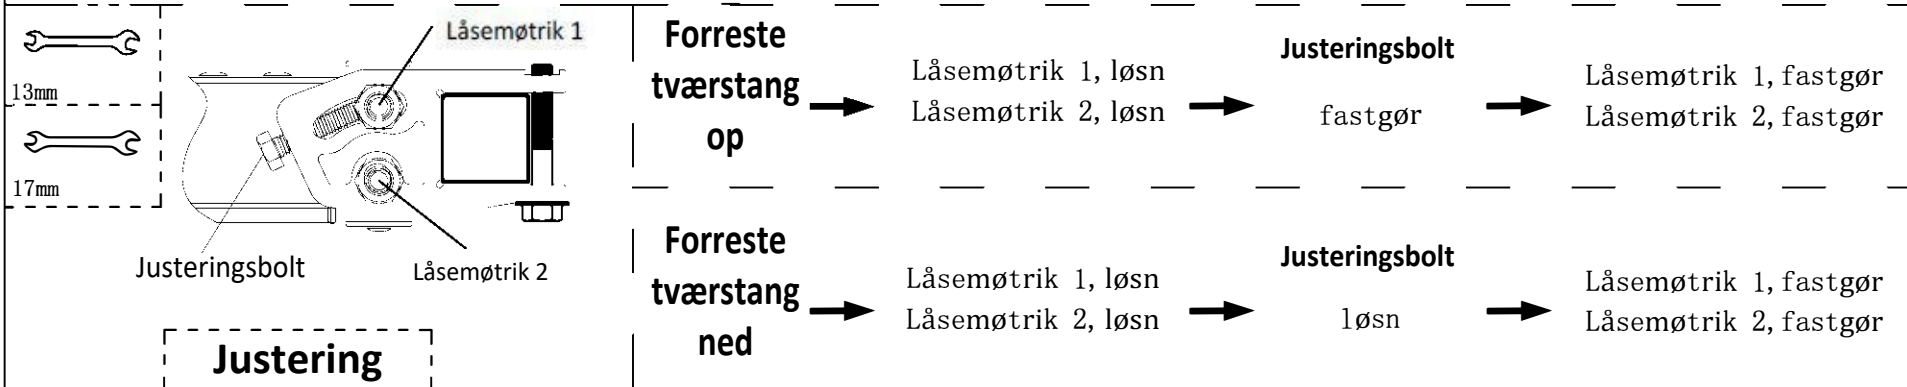 13mm
17mm
Låsemøtrik 1
Justeringsbolt
Låsemøtrik 2
Justering
Forreste
tværstang
op
Låsemøtrik 1, løsn
Låsemøtrik 2, løsn
Justeringsbolt
fastgør
Låsemøtrik 1, fastgør
Låsemøtrik 2, fastgør
Forreste
tværstang
ned
Låsemøtrik 1, løsn
Låsemøtrik 2, løsn
Justeringsbolt
løsn
Låsemøtrik 1, fastgør
Låsemøtrik 2, fastgør